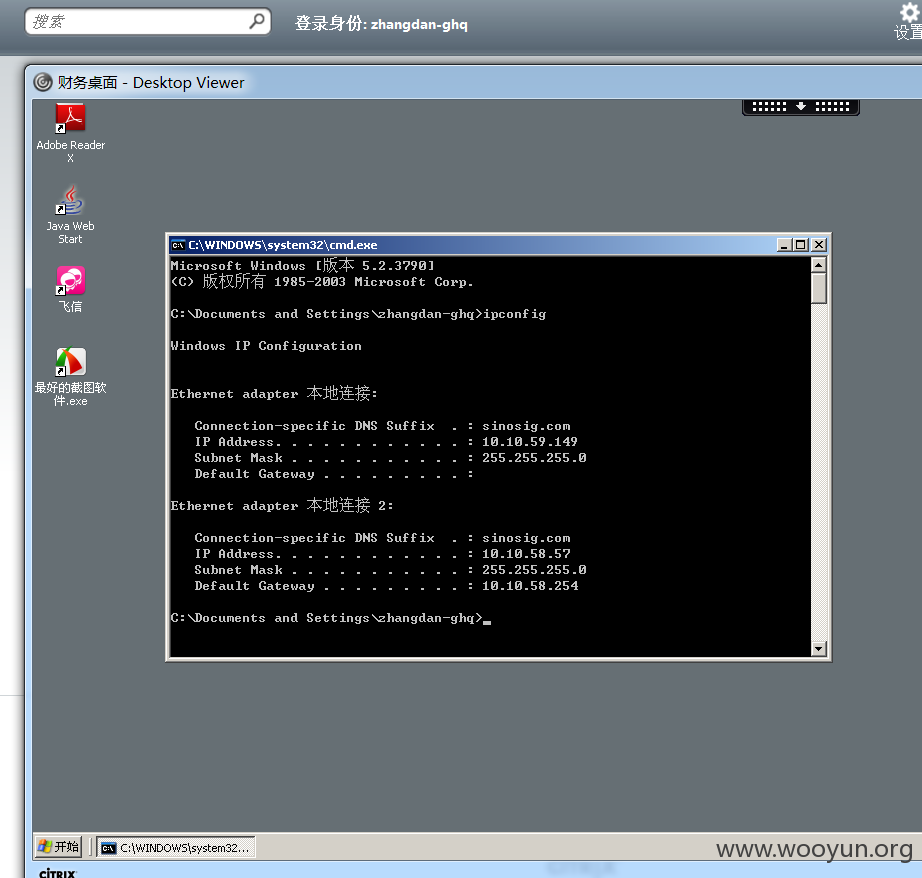 搜索
登录身份: zhangdan-ghq
设置
财务桌面 - Desktop Viewer
Adobe Reader
X
Java Web
Start
飞信
最好的截图软
件.exe
C:\WINDOWS\system32\cmd.exe
Microsoft Windows [版本 5.2.3790]
(C) 版权所有 1985-2003 Microsoft Corp.
C:\Documents and Settings\zhangdan-ghq>ipconfig
Windows IP Configuration
Ethernet adapter 本地连接:
Connection-specific DNS Suffix  . : sinosig.com
IP Address. . . . . . . . . . . . : 10.10.59.149
Subnet Mask . . . . . . . . . . . : 255.255.255.0
Default Gateway . . . . . . . . . :
Ethernet adapter 本地连接 2:
Connection-specific DNS Suffix  . : sinosig.com
IP Address. . . . . . . . . . . . : 10.10.58.57
Subnet Mask . . . . . . . . . . . : 255.255.255.0
Default Gateway . . . . . . . . . : 10.10.58.254
C:\Documents and Settings\zhangdan-ghq>
开始
C:\WINDOWS\system32...
www.wooyun.org
CITRIX